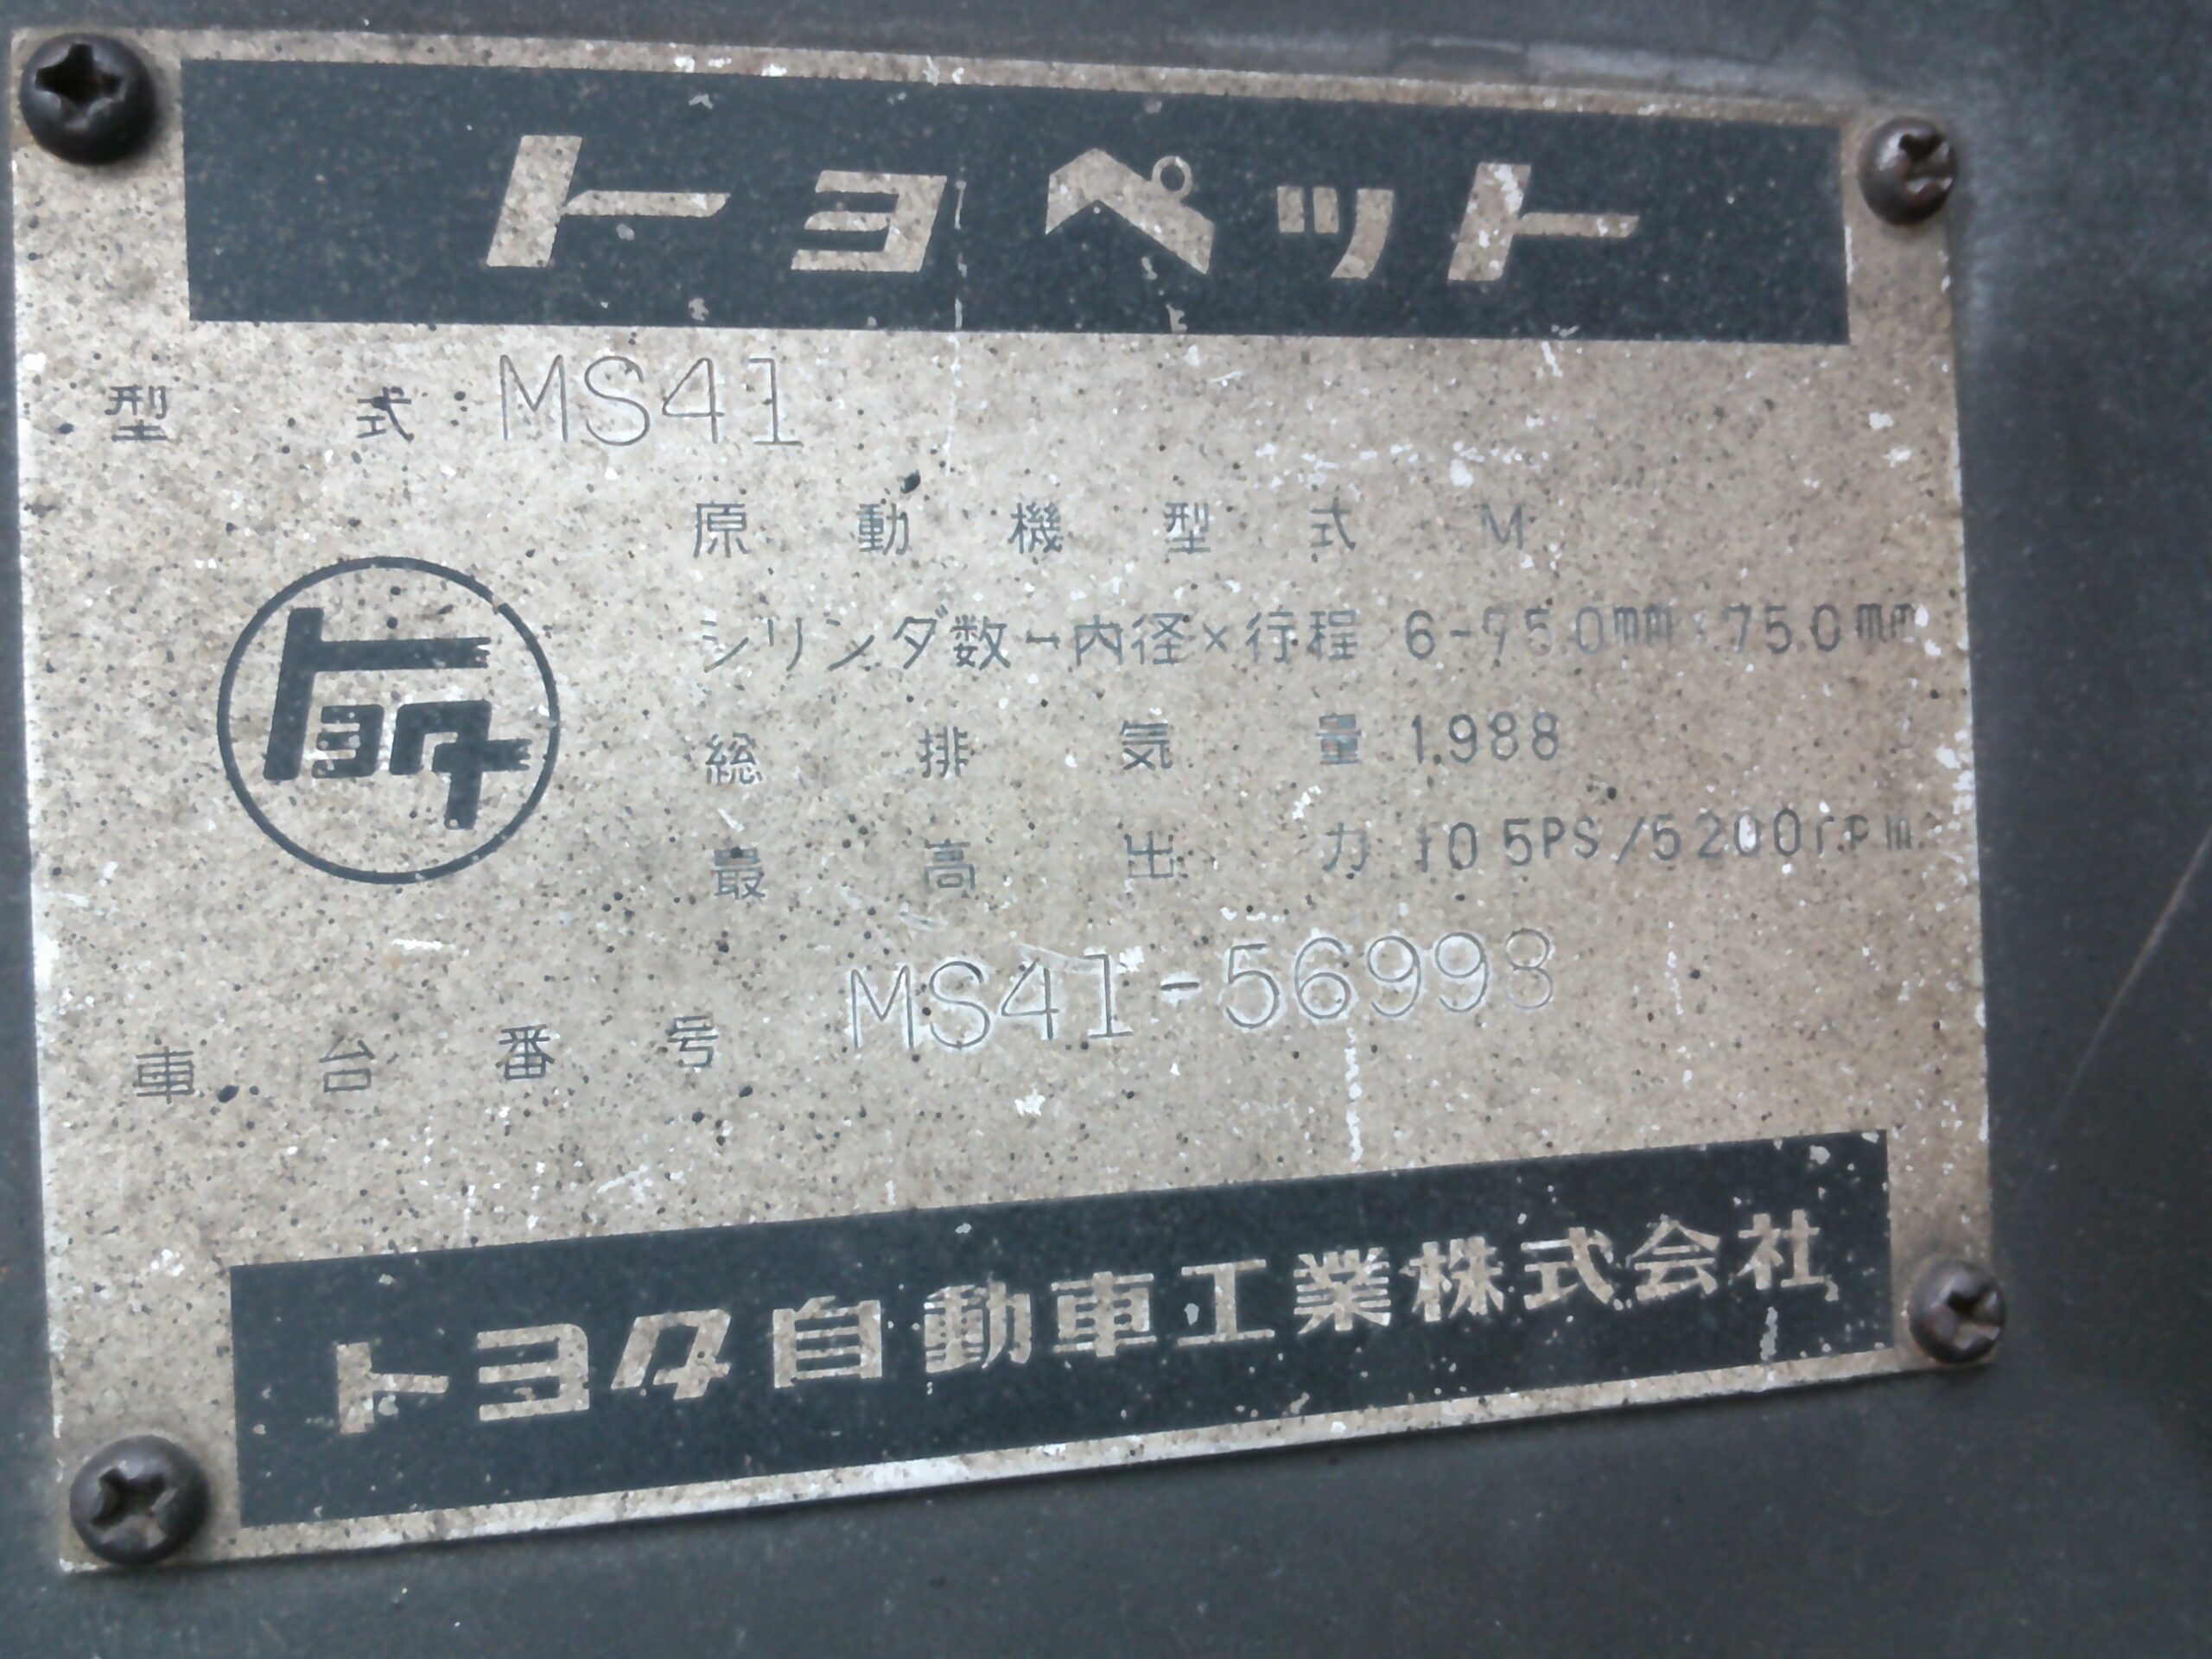 トヨペット
型式 MS41
原動機型式 M
トヨタ
シリンダ数-内径×行程 6-75.0mm×75.0mm
総排気量 1.988
最高出力 105PS/5200r.p.m.
車台番号 MS41-56998
トヨタ自動車工業株式会社